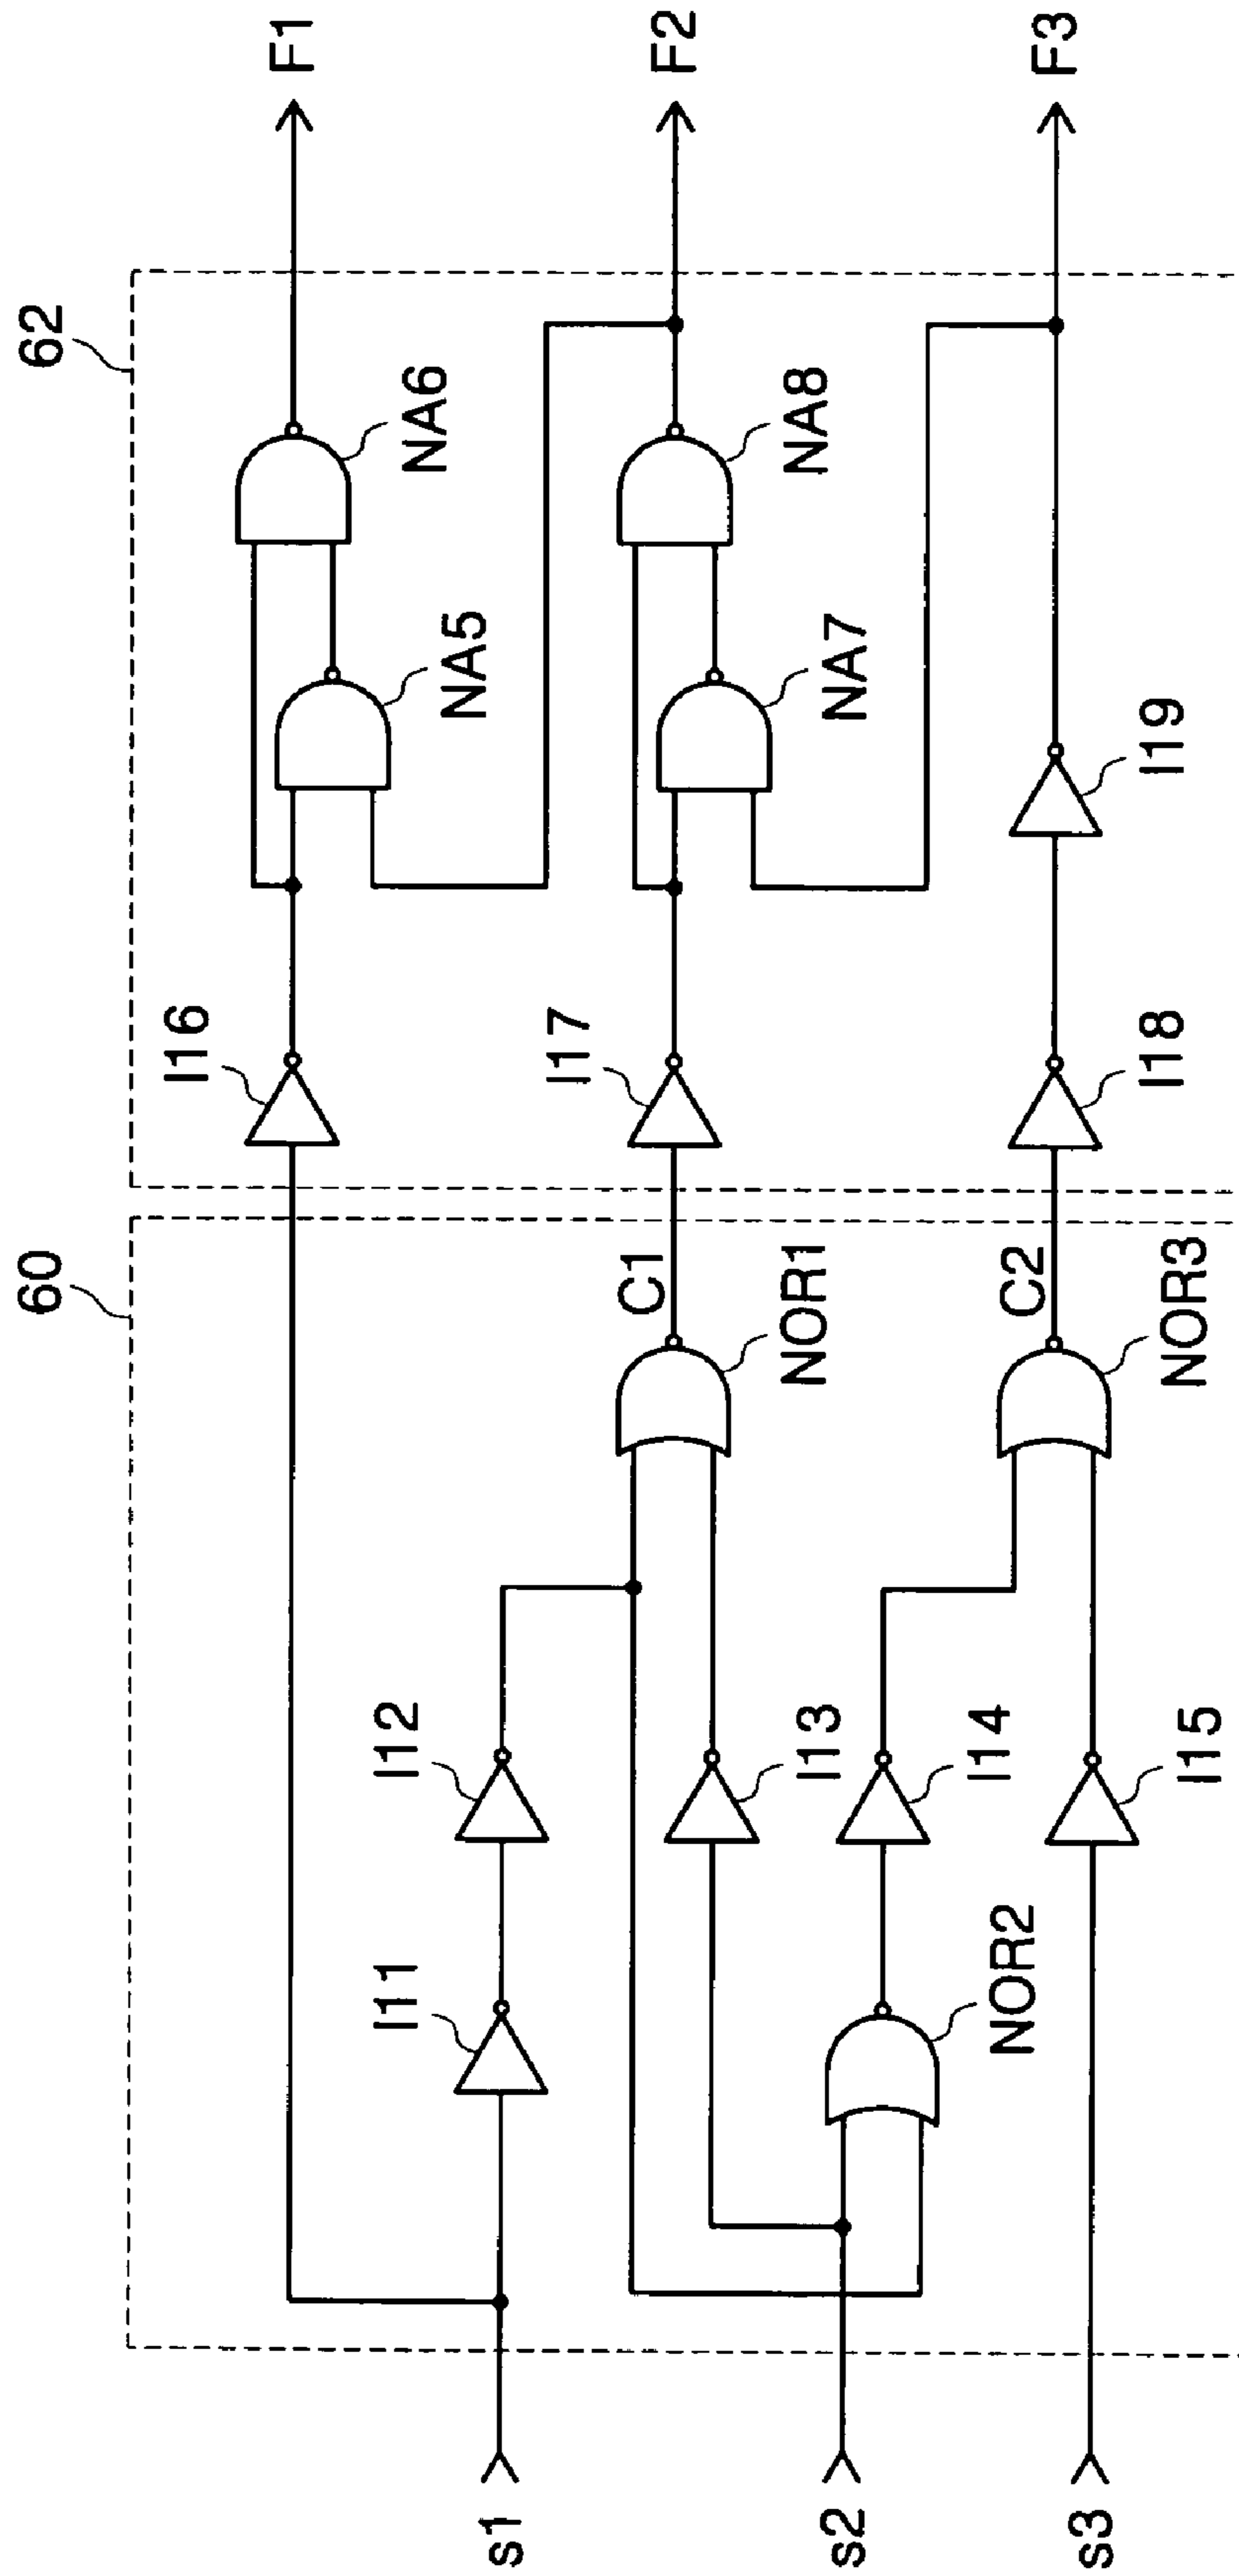 60
62
s1
I11
I12
I16
NA5
NA6
F1
C1
I17
NOR1
I13
NA7
NA8
F2
s2
NOR2
I14
C2
NOR3
I18
I19
F3
s3
I15